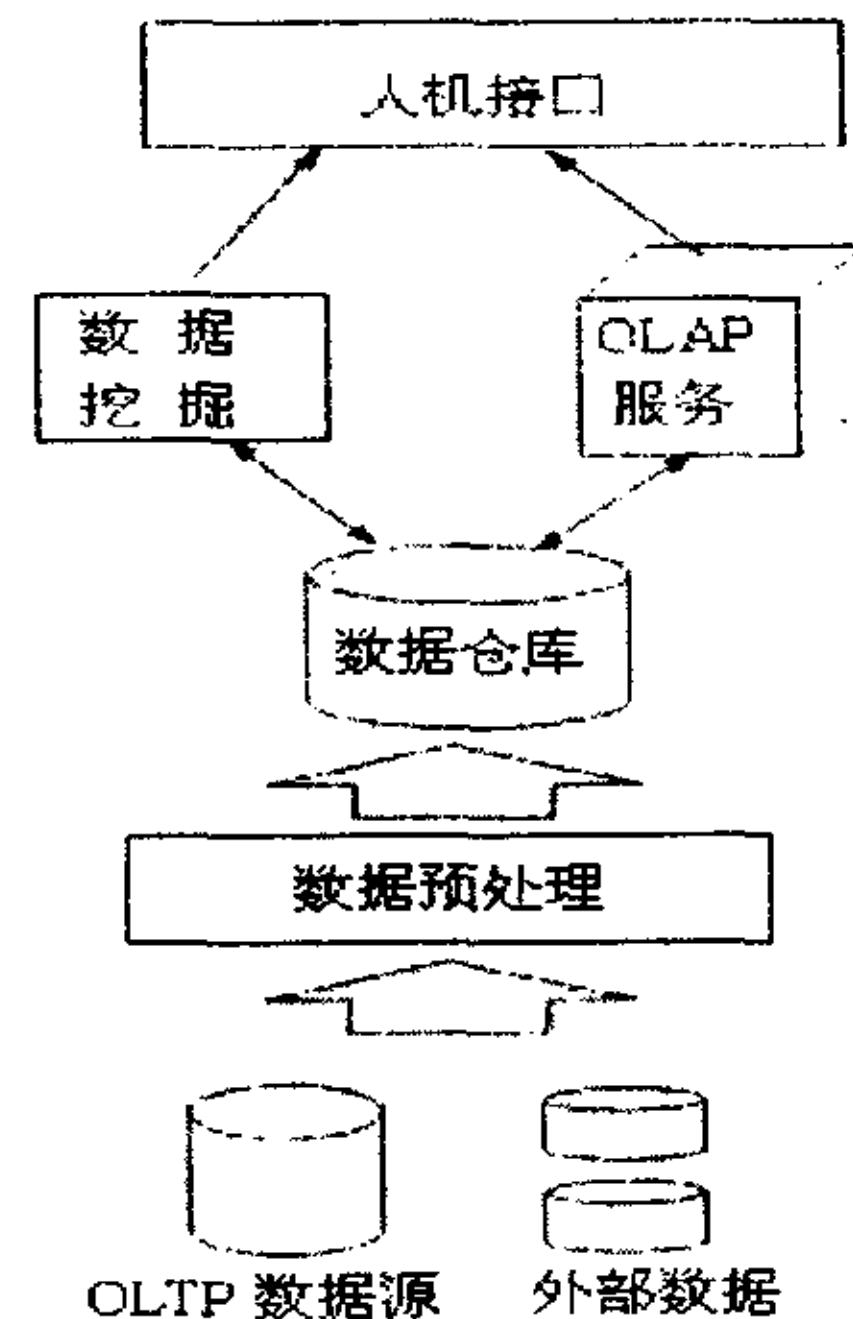 人机接口
数 据
挖 掘
OLAP
服务
数据仓库
数据预处理
OLTP 数据源
外部数据